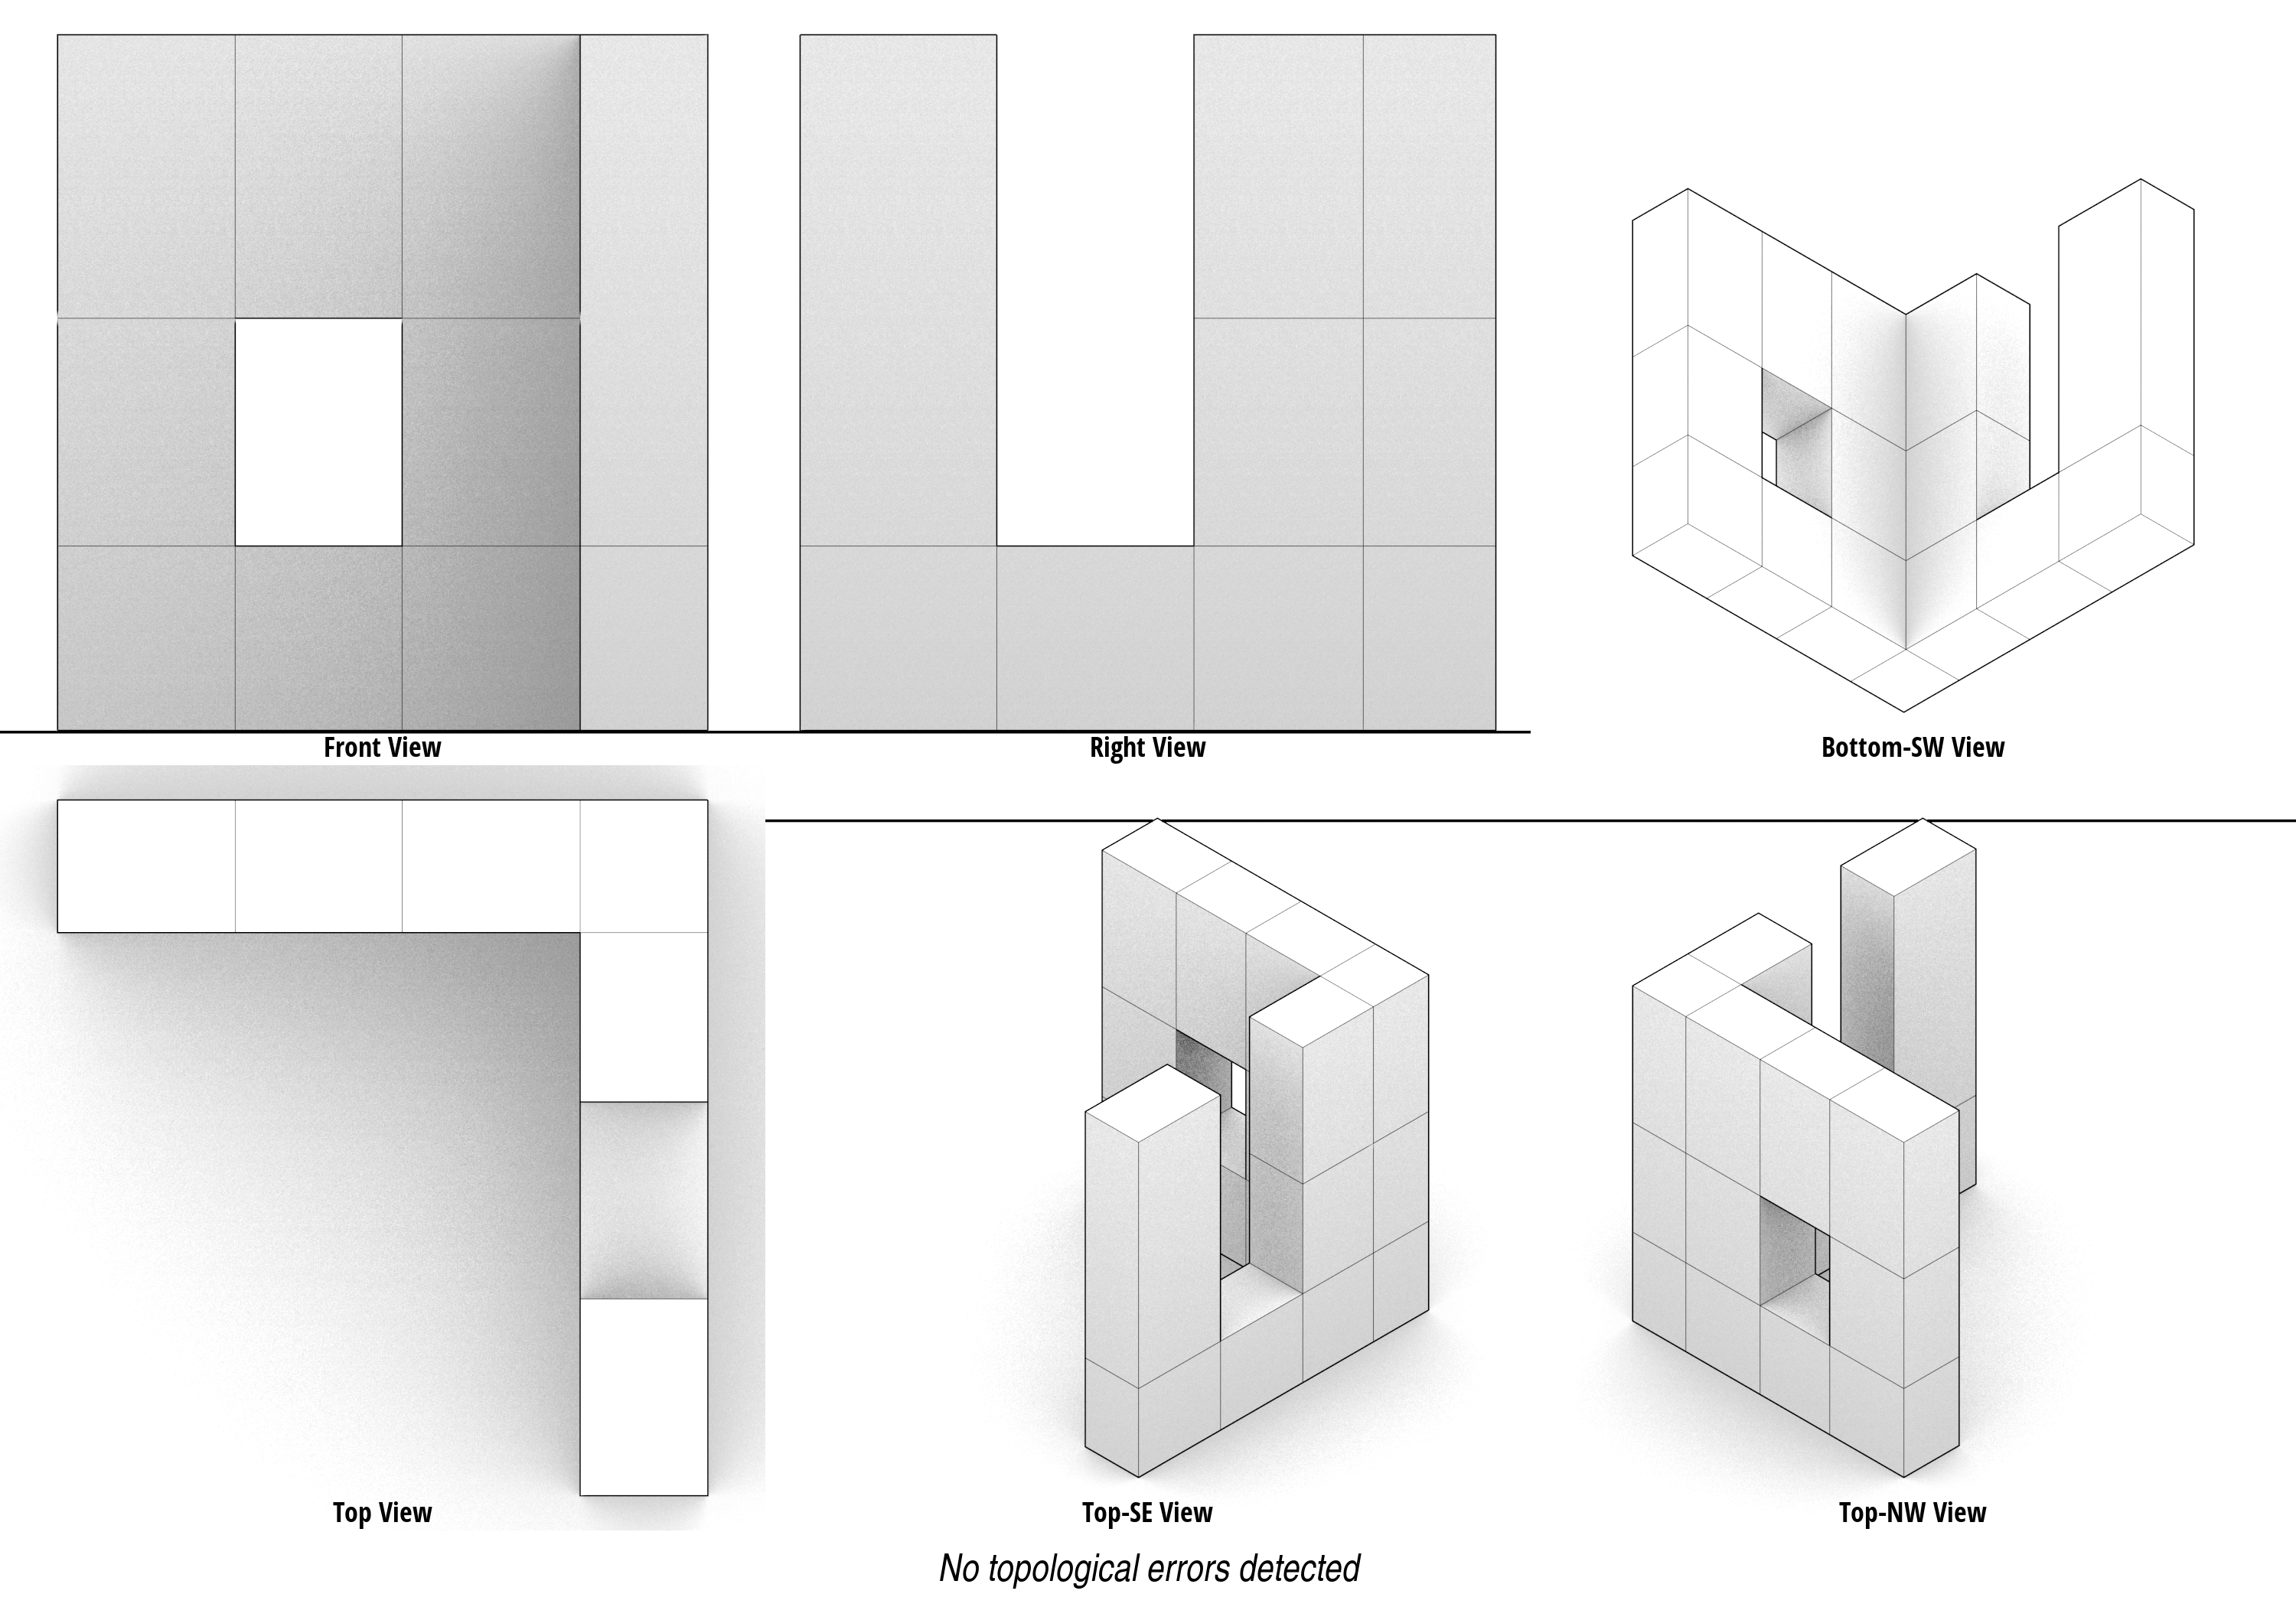 Front View
Right View
Bottom-SW View
Top View
Top-SE View
Top-NW View
No topological errors detected